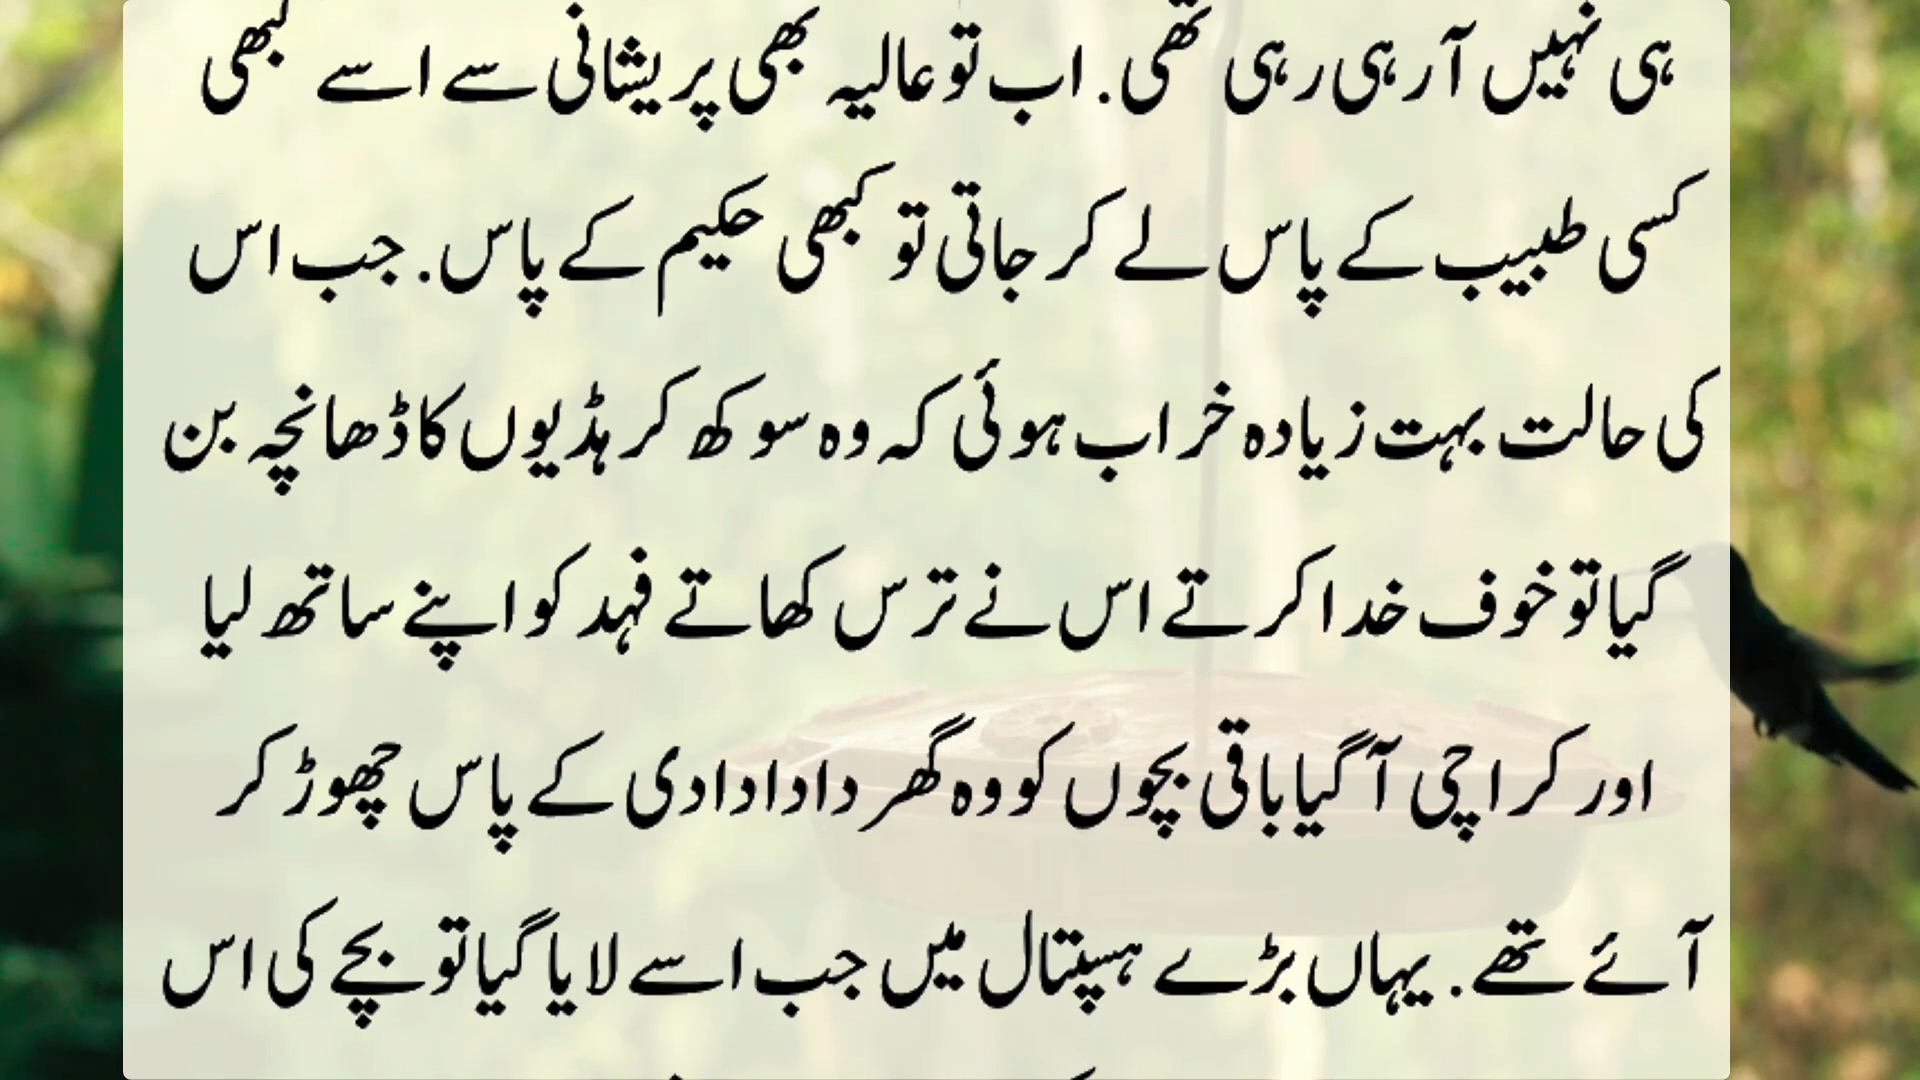 ہی نہیں آرہی رہی تھی. اب تو عالیہ بھی پریشانی سے اسے کبھی
کسی طبیب کے پاس لے کر جاتی تو کبھی حکیم کے پاس. جب اس
کی حالت بہت زیادہ خراب ہوئی کہ وہ سوکھ کر ہڈیوں کا ڈھانچہ بن
گیا تو خوف خدا کرتے اس نے ترس کھاتے فہد کو اپنے ساتھ لیا
اور کراچی آگیا باقی بچوں کو وہ گھر دادا دادی کے پاس چھوڑ کر
آئے تھے. یہاں بڑے ہسپتال میں جب اسے لایا گیا تو بچے کی اس